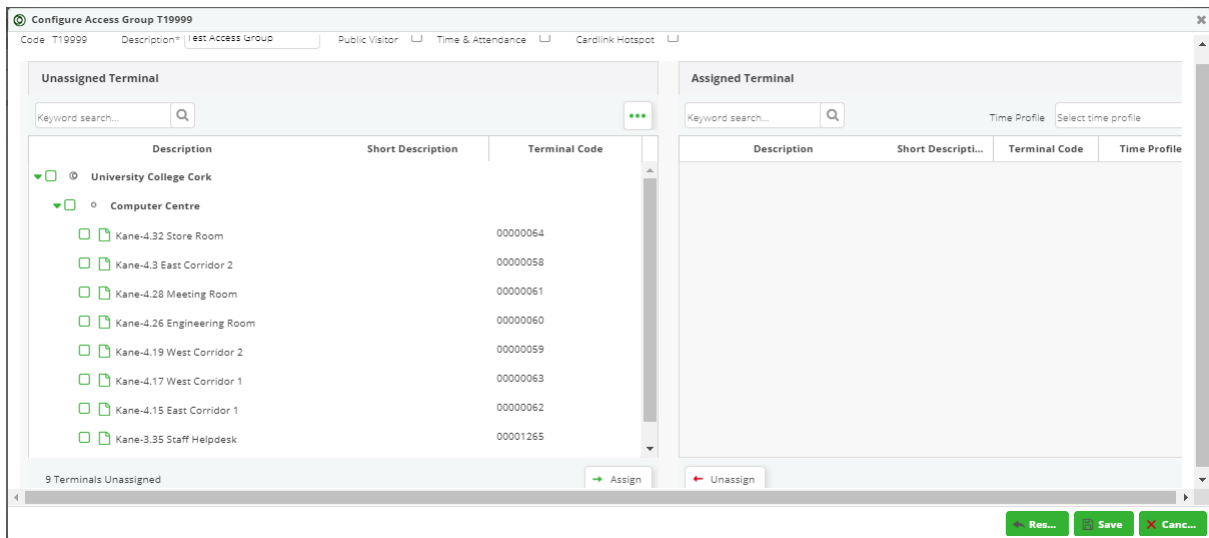 Configure Access Group T19999
Code T19999 Description* Test Access Group Public Visitor Time & Attendance Cardlink Hotspot
Unassigned Terminal Assigned Terminal
Keyword search... Keyword search... Time Profile Select time profile
Description Short Description Terminal Code Description Short Descripti... Terminal Code Time Profile
University College Cork
Computer Centre
Kane-4.32 Store Room 00000064
Kane-4.3 East Corridor 2 00000058
Kane-4.28 Meeting Room 00000061
Kane-4.26 Engineering Room 00000060
Kane-4.19 West Corridor 2 00000059
Kane-4.17 West Corridor 1 00000063
Kane-4.15 East Corridor 1 00000062
Kane-3.35 Staff Helpdesk 00001265
9 Terminals Unassigned Assign Unassign
Res... Save Canc...